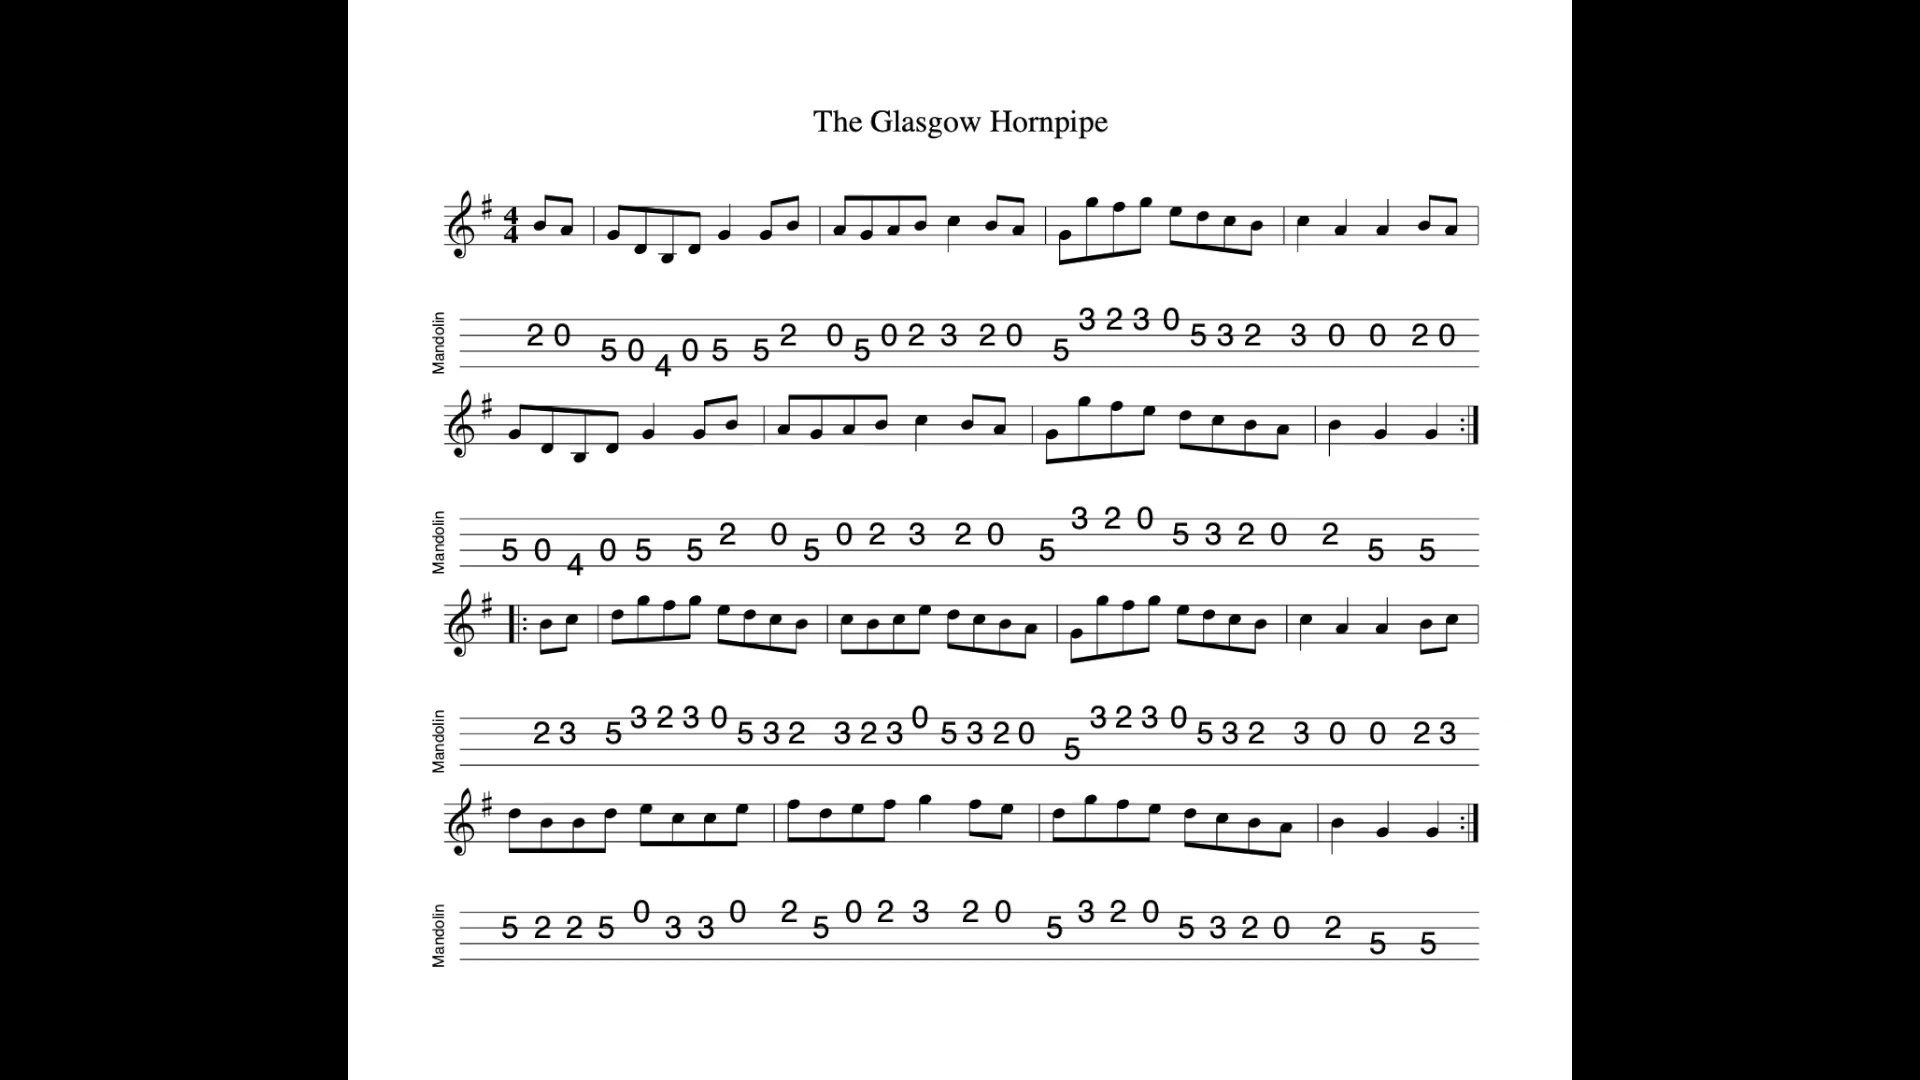 The Glasgow Hornpipe
4
4
Mandolin
2 0 5 0 4 0 5 5 2 0 5 0 2 3 2 0 5 3 2 3 0 5 3 2 3 0 0 2 0
Mandolin
5 0 4 0 5 5 2 0 5 0 2 3 2 0 5 3 2 0 5 3 2 0 2 5 5
Mandolin
2 3 5 3 2 3 0 5 3 2 3 2 3 0 5 3 2 0 5 3 2 3 0 5 3 2 3 0 0 2 3
Mandolin
5 2 2 5 0 3 3 0 2 5 0 2 3 2 0 5 3 2 0 5 3 2 0 2 5 5